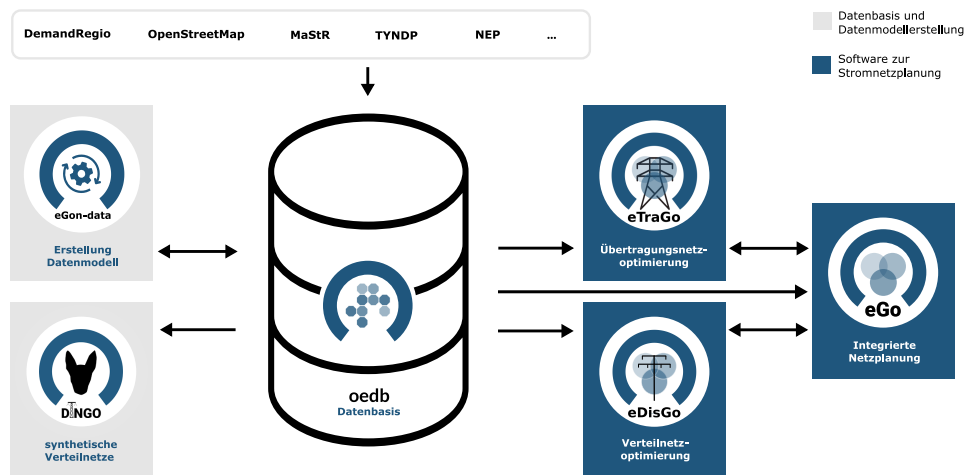 DemandRegio OpenStreetMap MaStR TYNDP NEP ...
Datenbasis und
Datenmodellerstellung
Software zur
Stromnetzplanung
eGon-data
Erstellung
Datenmodell
DINGO
synthetische
Verteilnetze
oedb
Datenbasis
eTraGo
Übertragungsnetz-
optimierung
eDisGo
Verteilnetz-
optimierung
eGo
Integrierte
Netzplanung